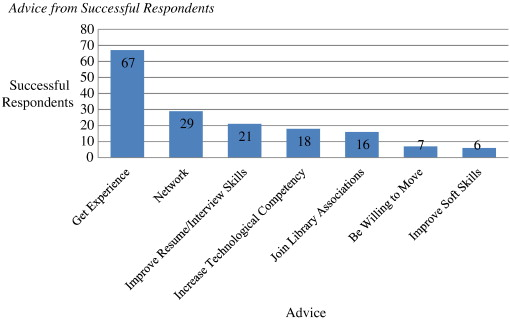 Advice from Successful Respondents
80
70
60
50
40
30
20
10
0
Successful
Respondents
67
29
21
18
16
7
6
Get Experience
Network
Improve Resume/Interview Skills
Increase Technological Competency
Join Library Associations
Be Willing to Move
Improve Soft Skills
Advice